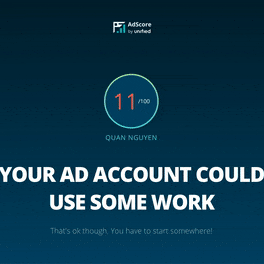 AdScore
by unified
11/100
QUAN NGUYEN
YOUR AD ACCOUNT COULD
USE SOME WORK
That's ok though. You have to start somewhere!